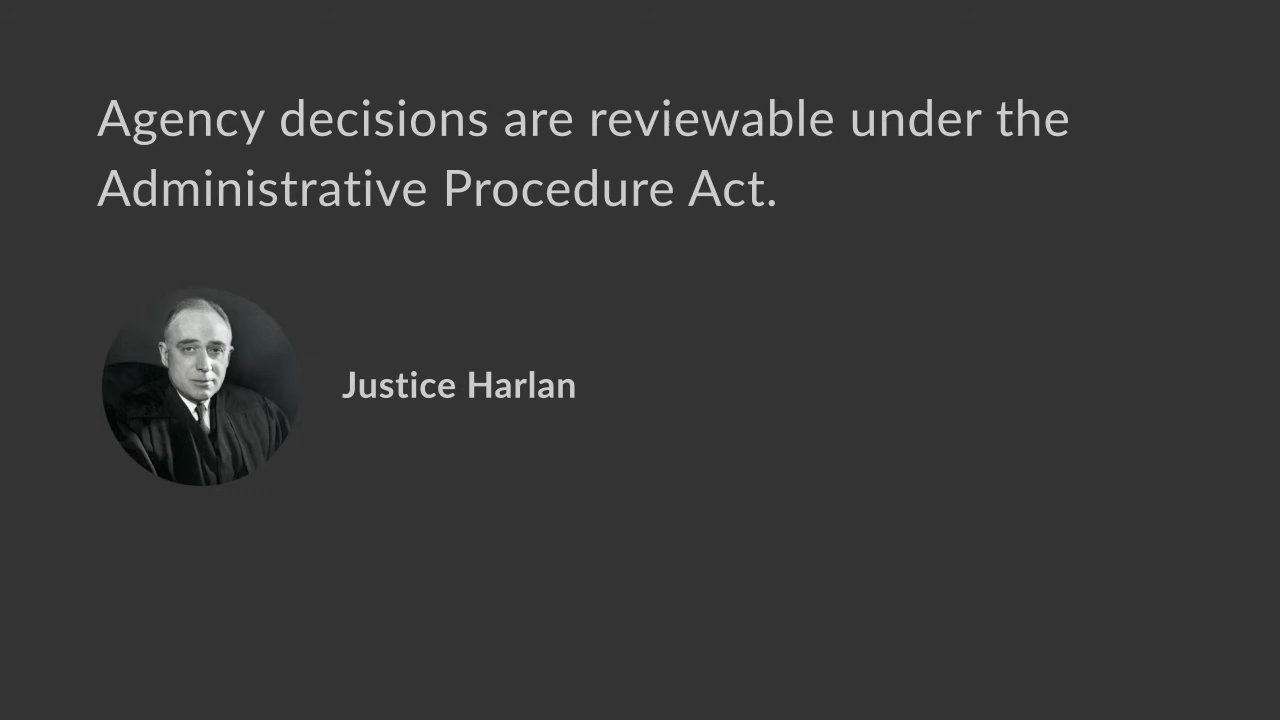 Agency decisions are reviewable under the
Administrative Procedure Act.
Justice Harlan